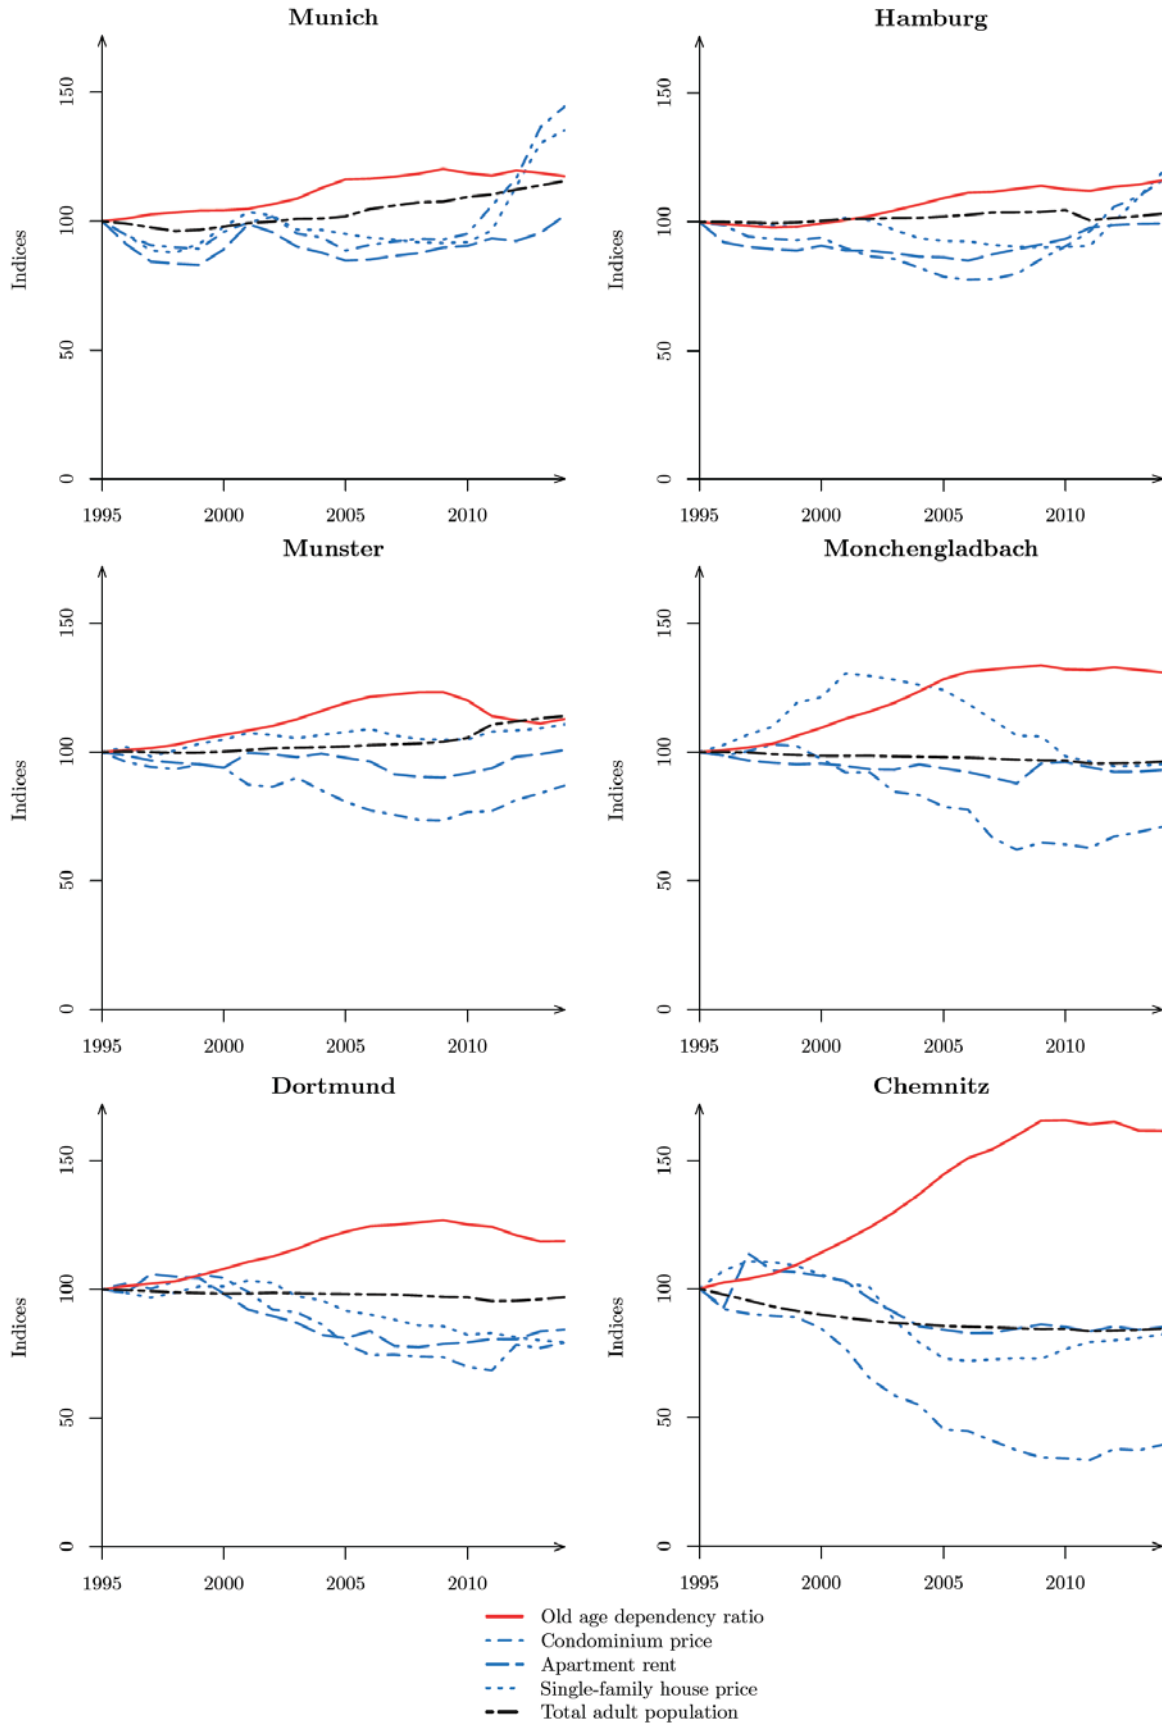 Munich
Hamburg
Indices
0
50
100
150
1995
2000
2005
2010
Indices
0
50
100
150
1995
2000
2005
2010
Munster
Monchengladbach
Indices
0
50
100
150
1995
2000
2005
2010
Indices
0
50
100
150
1995
2000
2005
2010
Dortmund
Chemnitz
Indices
0
50
100
150
1995
2000
2005
2010
Indices
0
50
100
150
1995
2000
2005
2010
Old age dependency ratio
Condominium price
Apartment rent
Single-family house price
Total adult population